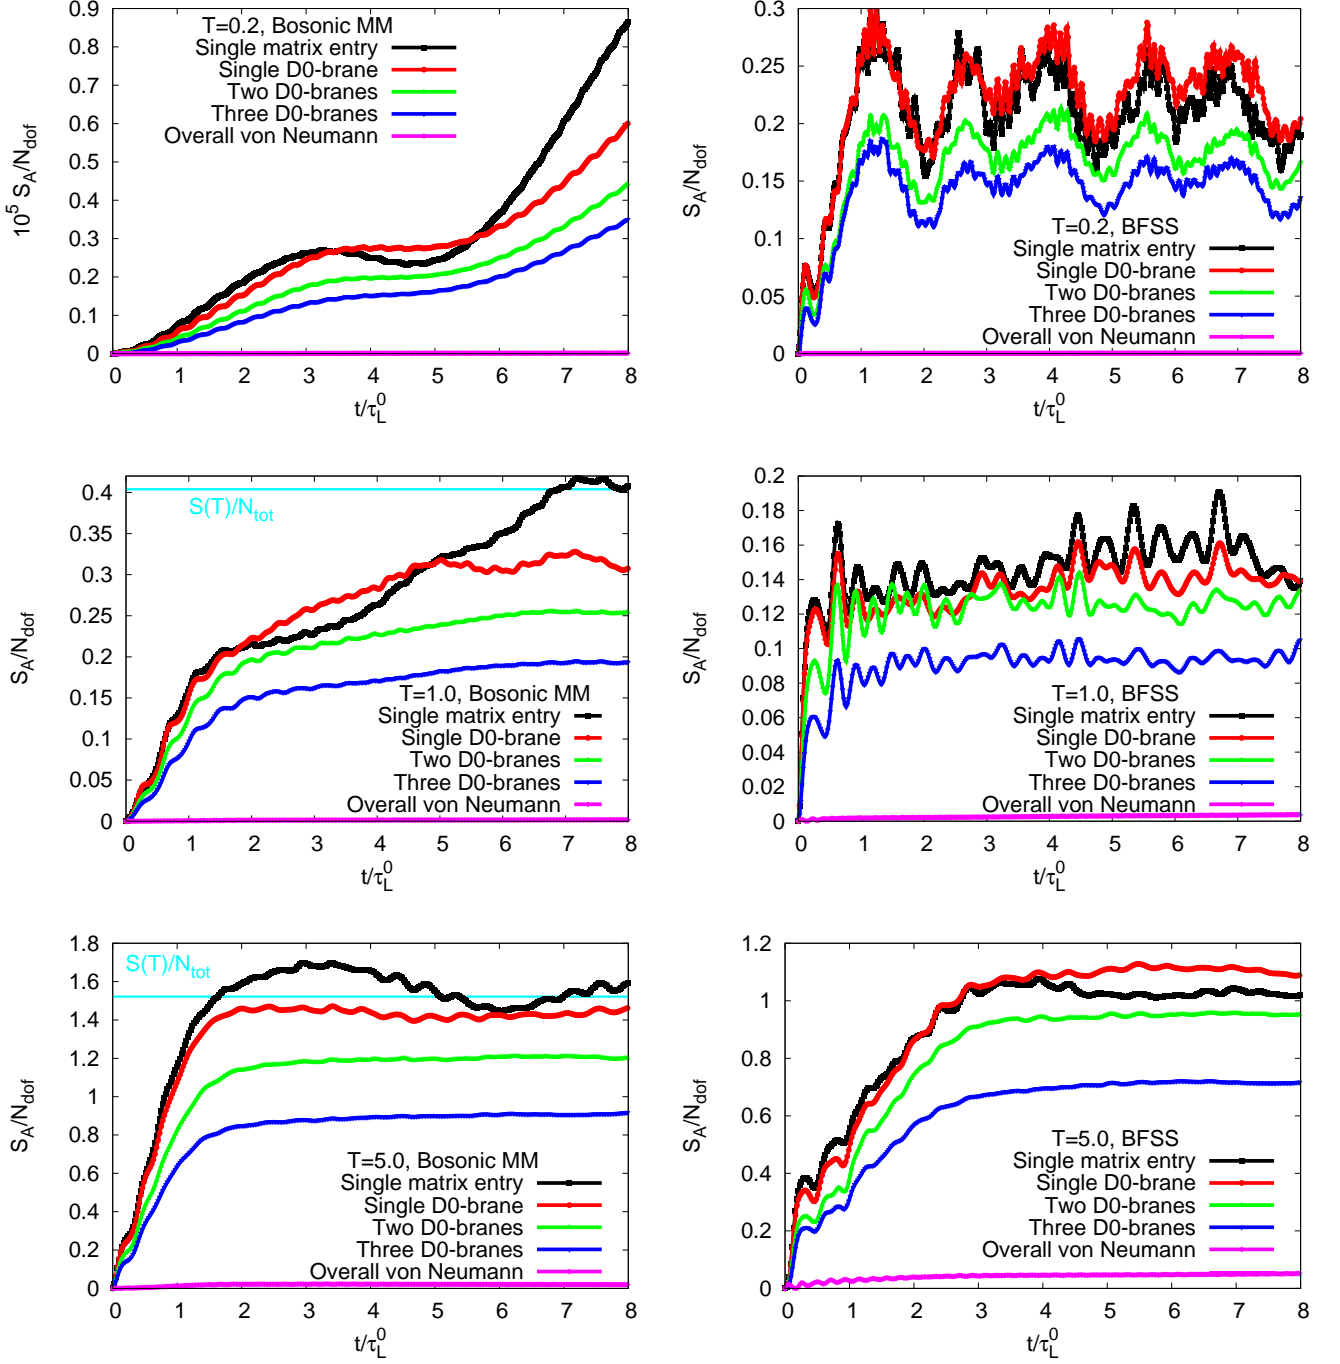 T=0.2, Bosonic MM
Single matrix entry
Single D0-brane
Two D0-branes
Three D0-branes
Overall von Neumann
10^5 S_A/N_dof
0 0.1 0.2 0.3 0.4 0.5 0.6 0.7 0.8 0.9
0 1 2 3 4 5 6 7 8
t/τ_L^0
T=0.2, BFSS
Single matrix entry
Single D0-brane
Two D0-branes
Three D0-branes
Overall von Neumann
S_A/N_dof
0 0.05 0.1 0.15 0.2 0.25 0.3
0 1 2 3 4 5 6 7 8
t/τ_L^0
S(T)/N_tot
T=1.0, Bosonic MM
Single matrix entry
Single D0-brane
Two D0-branes
Three D0-branes
Overall von Neumann
S_A/N_dof
0 0.05 0.1 0.15 0.2 0.25 0.3 0.35 0.4
0 1 2 3 4 5 6 7 8
t/τ_L^0
T=1.0, BFSS
Single matrix entry
Single D0-brane
Two D0-branes
Three D0-branes
Overall von Neumann
S_A/N_dof
0 0.02 0.04 0.06 0.08 0.1 0.12 0.14 0.16 0.18 0.2
0 1 2 3 4 5 6 7 8
t/τ_L^0
S(T)/N_tot
T=5.0, Bosonic MM
Single matrix entry
Single D0-brane
Two D0-branes
Three D0-branes
Overall von Neumann
S_A/N_dof
0 0.2 0.4 0.6 0.8 1 1.2 1.4 1.6 1.8
0 1 2 3 4 5 6 7 8
t/τ_L^0
T=5.0, BFSS
Single matrix entry
Single D0-brane
Two D0-branes
Three D0-branes
Overall von Neumann
S_A/N_dof
0 0.2 0.4 0.6 0.8 1 1.2
0 1 2 3 4 5 6 7 8
t/τ_L^0